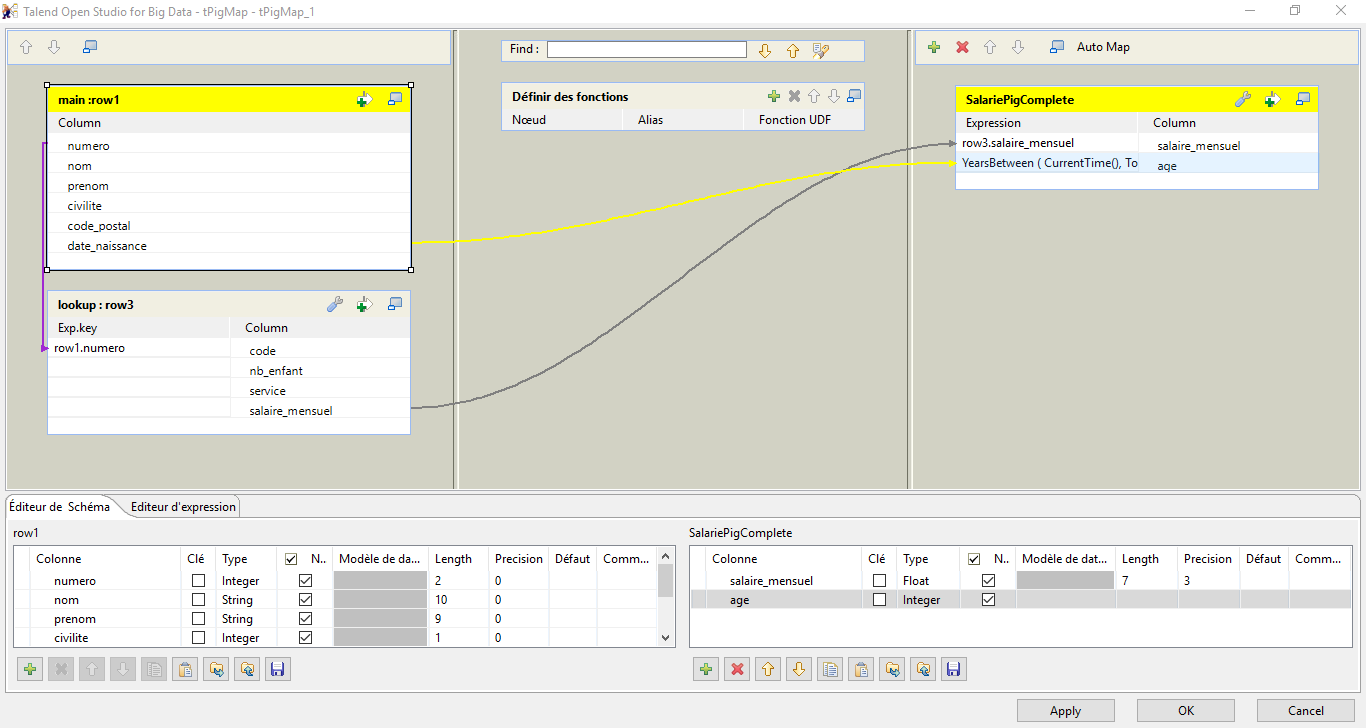 Talend Open Studio for Big Data - tPigMap - tPigMap_1
Find :
Auto Map
main :row1
Column
numero
nom
prenom
civilite
code_postal
date_naissance
lookup : row3
Exp.key Column
row1.numero code
nb_enfant
service
salaire_mensuel
Définir des fonctions
Nœud Alias Fonction UDF
SalariePigComplete
Expression Column
row3.salaire_mensuel salaire_mensuel
YearsBetween ( CurrentTime(), To age
Éditeur de Schéma Editeur d'expression
row1
Colonne Clé Type N.. Modèle de da... Length Precision Défaut Comm...
numero Integer 2 0
nom String 10 0
prenom String 9 0
civilite Integer 1 0
SalariePigComplete
Colonne Clé Type N.. Modèle de dat... Length Precision Défaut Comm...
salaire_mensuel Float 7 3
age Integer
Apply OK Cancel